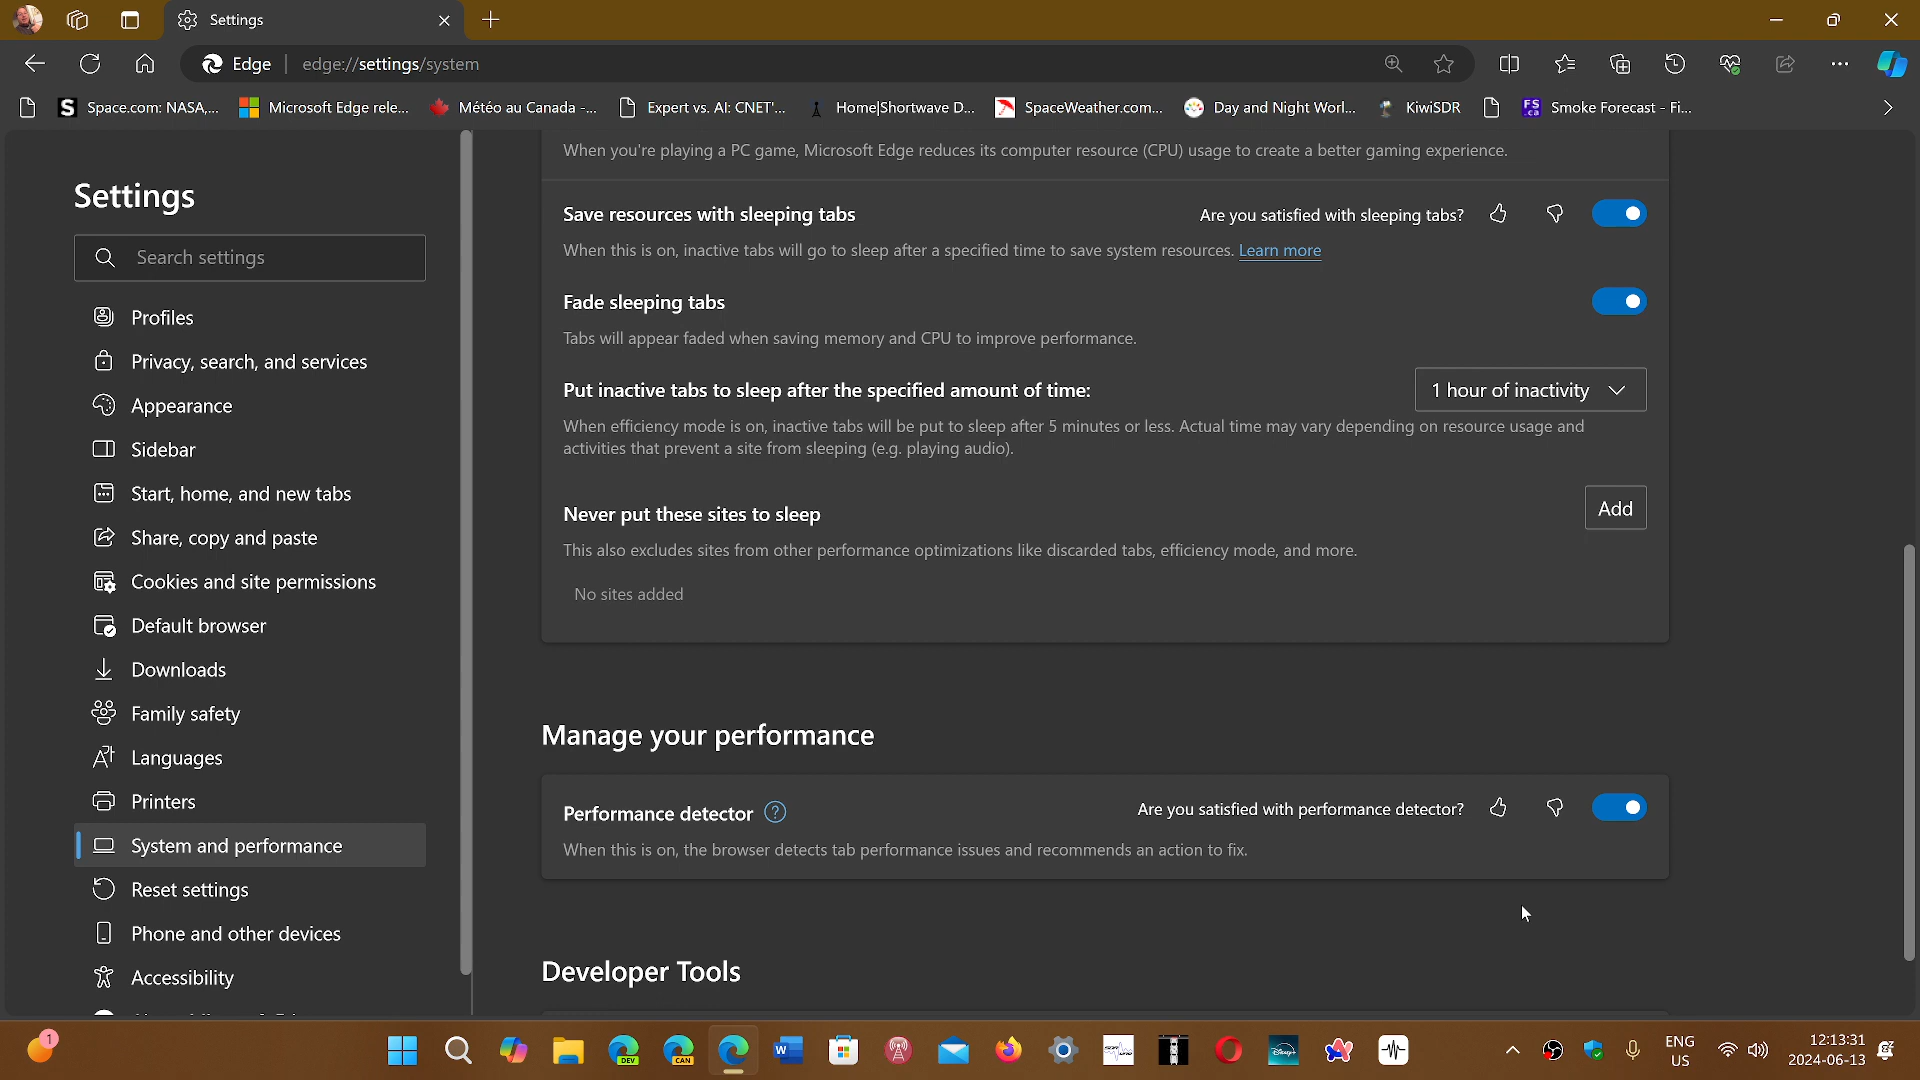 Settings
Edge
edge://settings/system
Space.com: NASA,...
Microsoft Edge rele...
Météo au Canada -...
Expert vs. AI: CNET'...
Home|Shortwave D...
SpaceWeather.com...
Day and Night Worl...
KiwiSDR
FS
.ca
Smoke Forecast - Fi...
Settings
Search settings
Profiles
Privacy, search, and services
Appearance
Sidebar
Start, home, and new tabs
Share, copy and paste
Cookies and site permissions
Default browser
Downloads
Family safety
Languages
Printers
System and performance
Reset settings
Phone and other devices
Accessibility
When you're playing a PC game, Microsoft Edge reduces its computer resource (CPU) usage to create a better gaming experience.
Save resources with sleeping tabs
Are you satisfied with sleeping tabs?
When this is on, inactive tabs will go to sleep after a specified time to save system resources. Learn more
Fade sleeping tabs
Tabs will appear faded when saving memory and CPU to improve performance.
Put inactive tabs to sleep after the specified amount of time:
1 hour of inactivity
When efficiency mode is on, inactive tabs will be put to sleep after 5 minutes or less. Actual time may vary depending on resource usage and
activities that prevent a site from sleeping (e.g. playing audio).
Never put these sites to sleep
Add
This also excludes sites from other performance optimizations like discarded tabs, efficiency mode, and more.
No sites added
Manage your performance
Performance detector
Are you satisfied with performance detector?
When this is on, the browser detects tab performance issues and recommends an action to fix.
Developer Tools
1
DEV
CAN
W
Disney+
ENG
US
12:13:31
2024-06-13